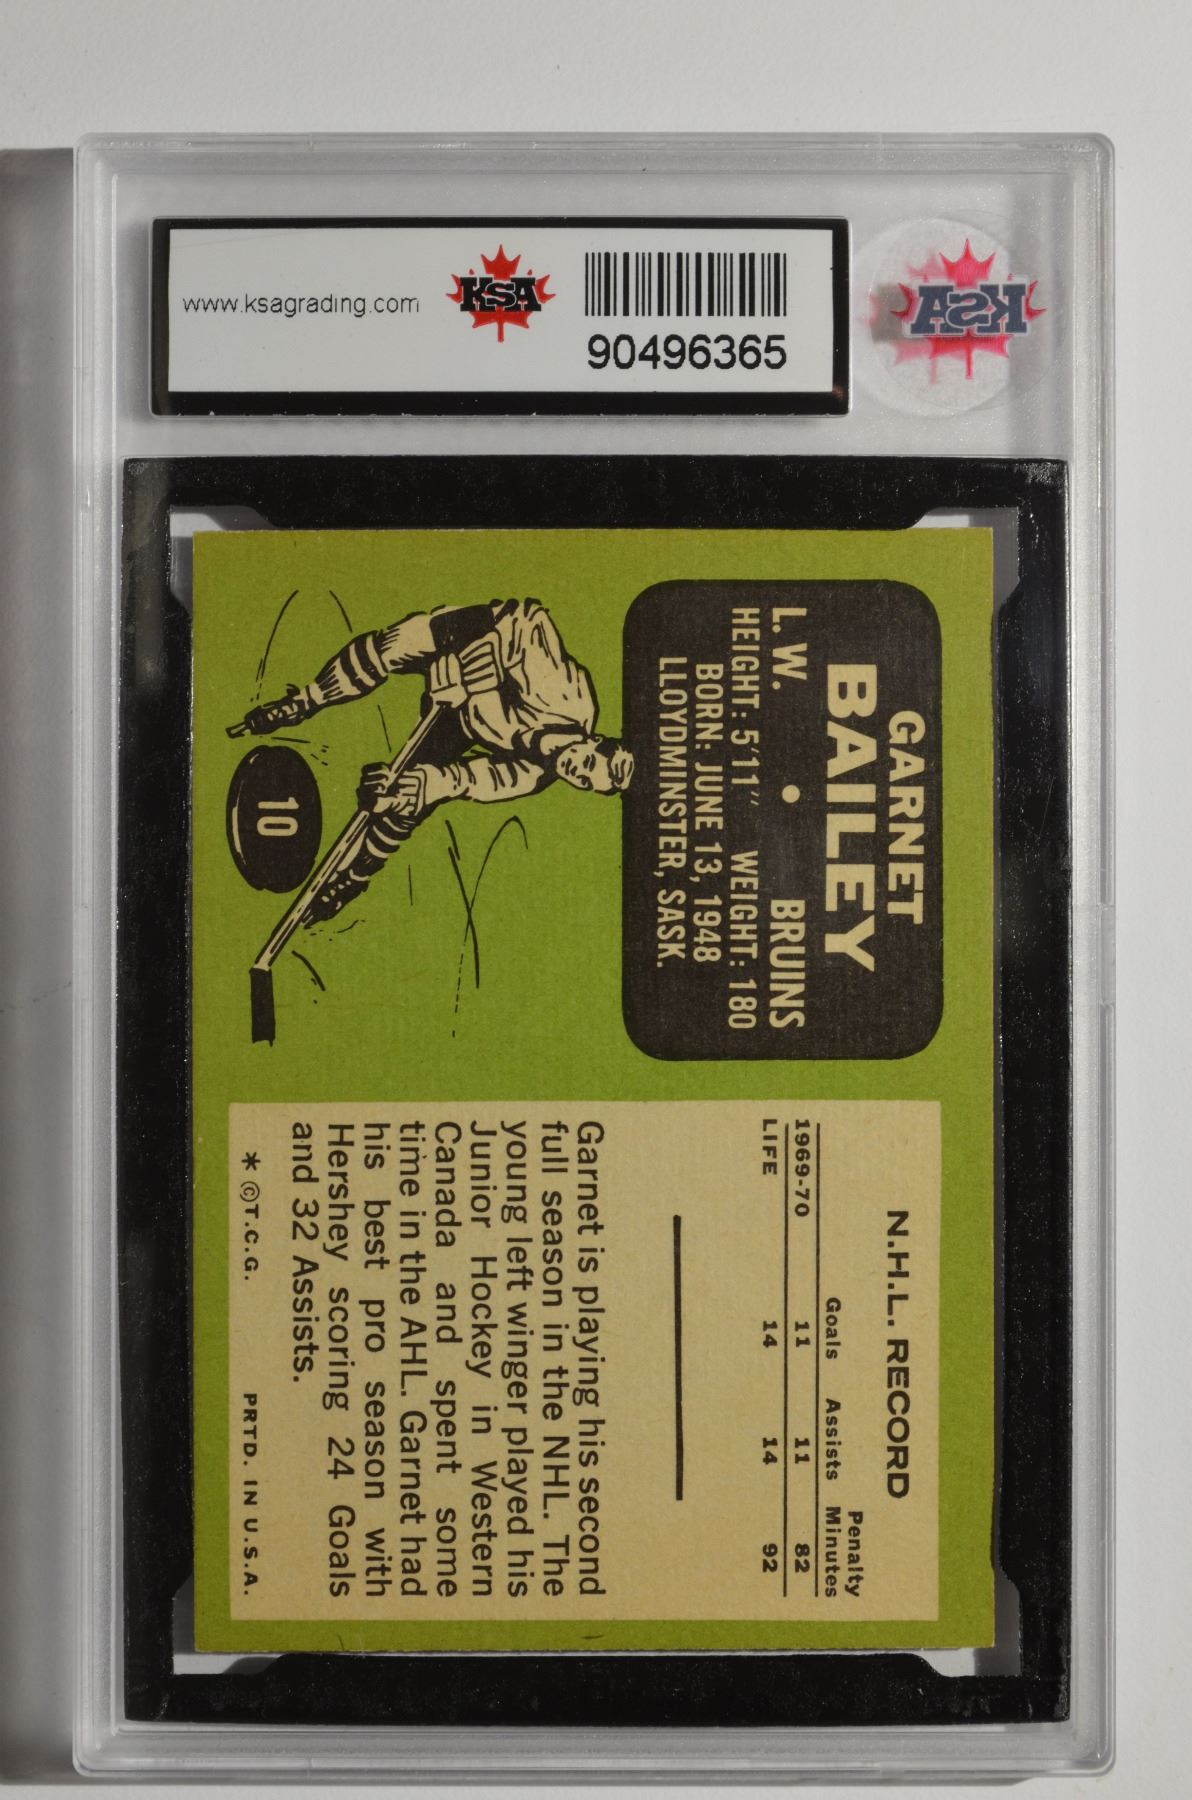 www.ksagrading.com
KSA
90496365
KSA
GARNET
BAILEY
L. W. • BRUINS
HEIGHT: 5'11" WEIGHT: 180
BORN: JUNE 13, 1948
LLOYDMINSTER, SASK.
10
N.H.L. RECORD
Penalty
Goals Assists Minutes
1969-70 11 11 82
LIFE 14 14 92
Garnet is playing his second
full season in the NHL. The
young left winger played his
Junior Hockey in Western
Canada and spent some
time in the AHL. Garnet had
his best pro season with
Hershey scoring 24 Goals
and 32 Assists.
* ©T.C.G. PRTD. IN U.S.A.